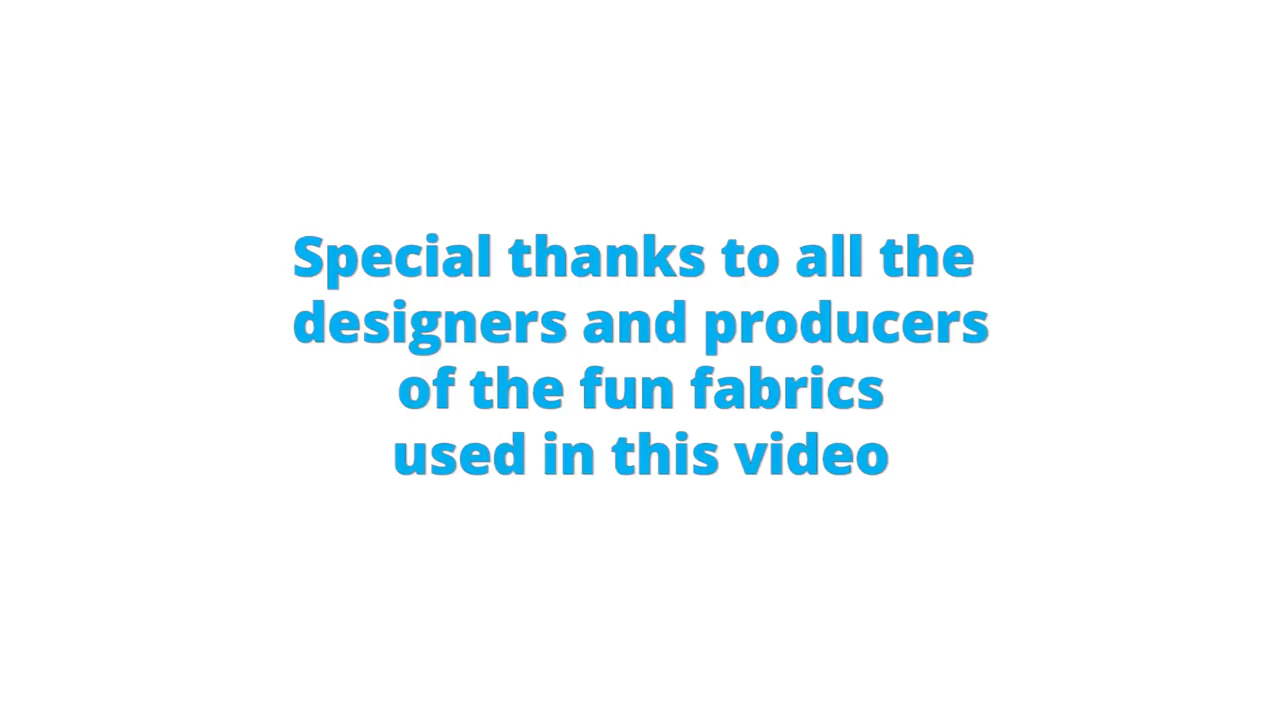 Special thanks to all the
designers and producers
of the fun fabrics
used in this video